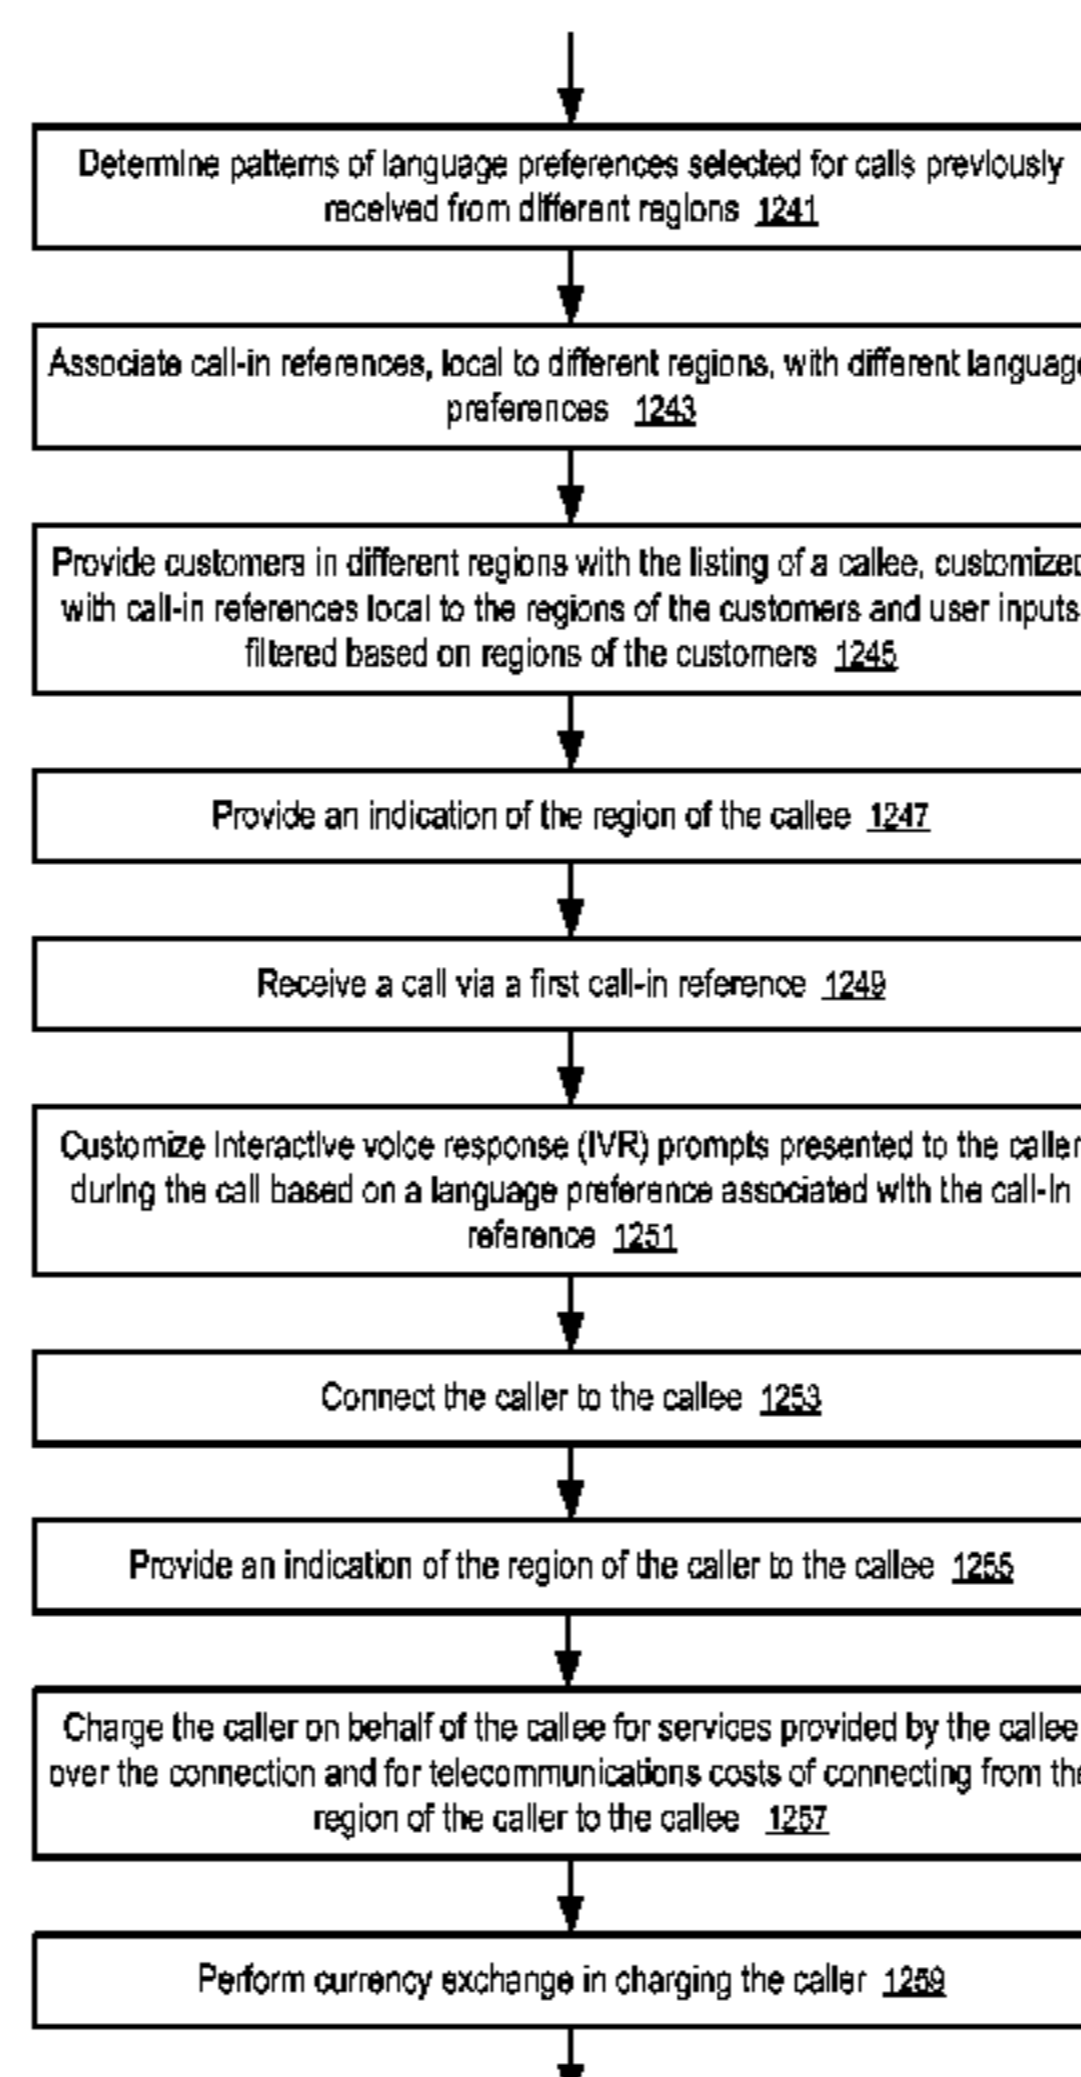 Determine patterns of language preferences selected for calls previously
received from different regions 1241
Associate call-in references, local to different regions, with different language
preferences 1243
Provide customers in different regions with the listing of a callee, customized
with call-in references local to the regions of the customers and user inputs
filtered based on regions of the customers 1245
Provide an indication of the region of the callee 1247
Receive a call via a first call-in reference 1249
Customize interactive voice response (IVR) prompts presented to the caller
during the call based on a language preference associated with the call-in
reference 1251
Connect the caller to the callee 1253
Provide an indication of the region of the caller to the callee 1255
Charge the caller on behalf of the callee for services provided by the callee
over the connection and for telecommunications costs of connecting from the
region of the caller to the callee 1257
Perform currency exchange in charging the caller 1259